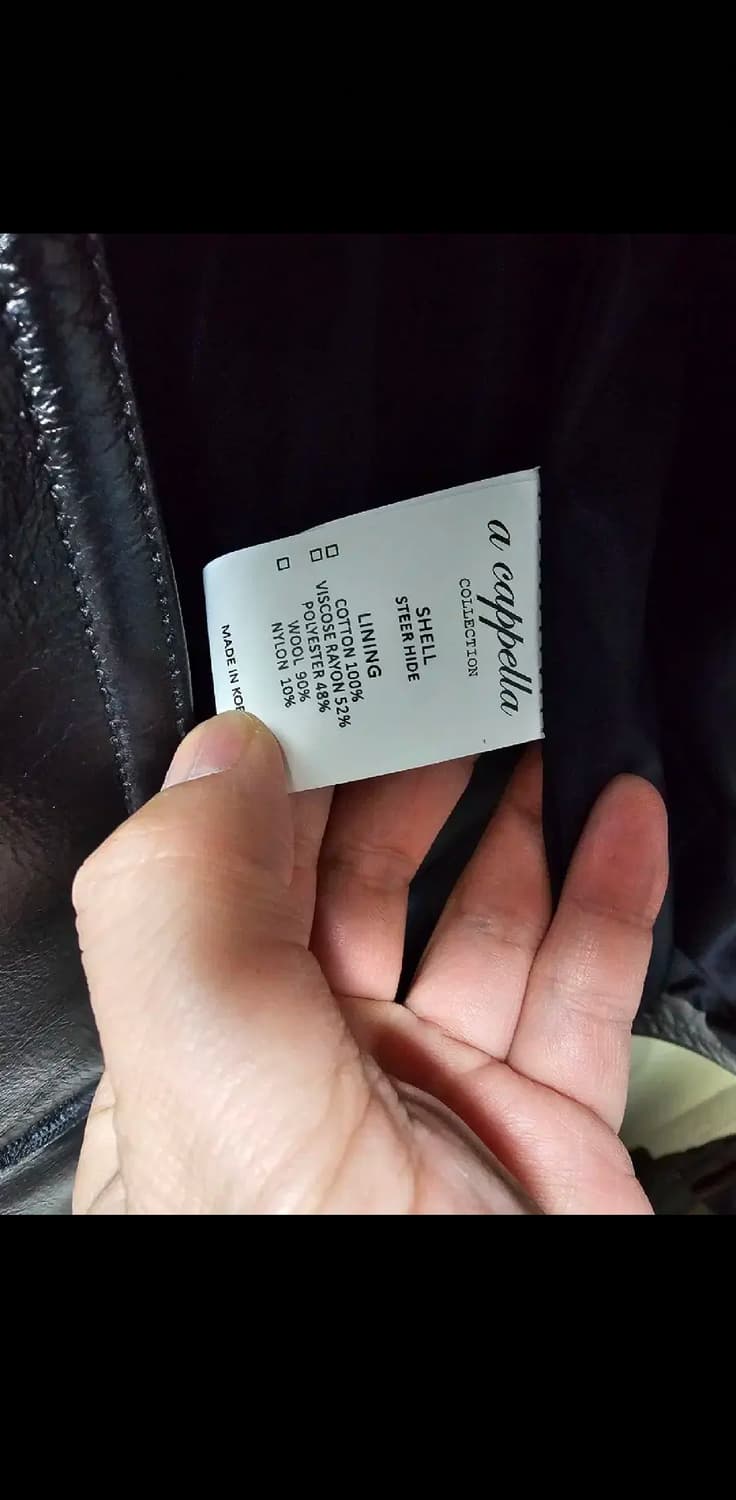 a cappella
COLLECTION
SHELL
STEER HIDE
LINING
COTTON 100%
VISCOSE RAYON 52%
POLYESTER 48%
WOOL 90%
NYLON 10%
MADE IN KOR